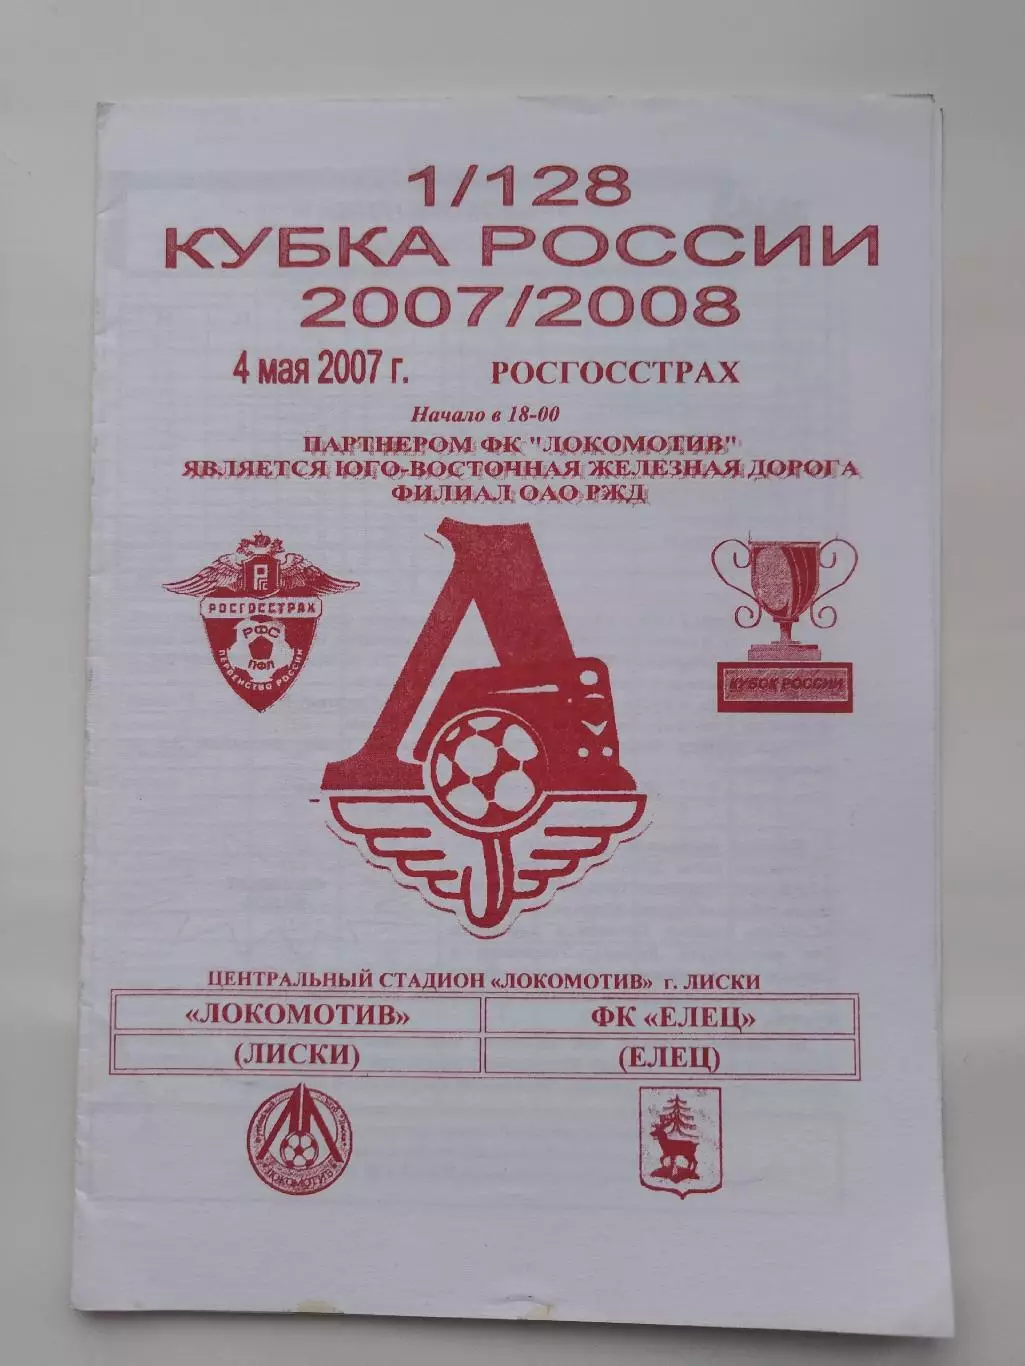 1/128
КУБКА РОССИИ
2007/2008
4 мая 2007 г. РОСГОССТРАХ
Начало в 18-00
ПАРТНЕРОМ ФК "ЛОКОМОТИВ"
ЯВЛЯЕТСЯ ЮГО-ВОСТОЧНАЯ ЖЕЛЕЗНАЯ ДОРОГА
ФИЛИАЛ ОАО РЖД
РГС
РОСГОССТРАХ
РФС
ПФЛ
ПЕРВЕНСТВО РОССИИ
КУБОК РОССИИ
ЦЕНТРАЛЬНЫЙ СТАДИОН «ЛОКОМОТИВ» г. ЛИСКИ
«ЛОКОМОТИВ» ФК «ЕЛЕЦ»
(ЛИСКИ) (ЕЛЕЦ)
ЛОКОМОТИВ